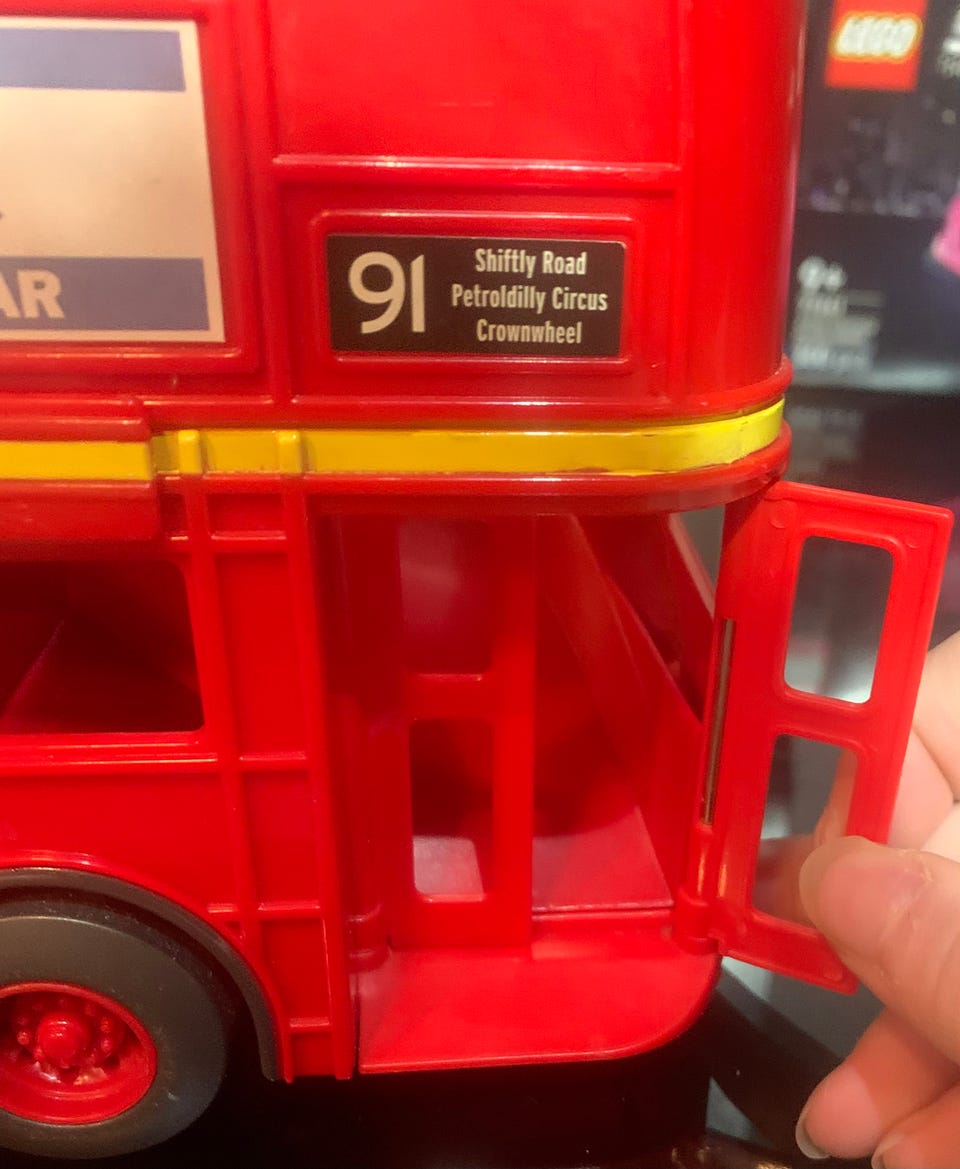 LEGO
91
Shiftly Road
Petroldilly Circus
Crownwheel
AR